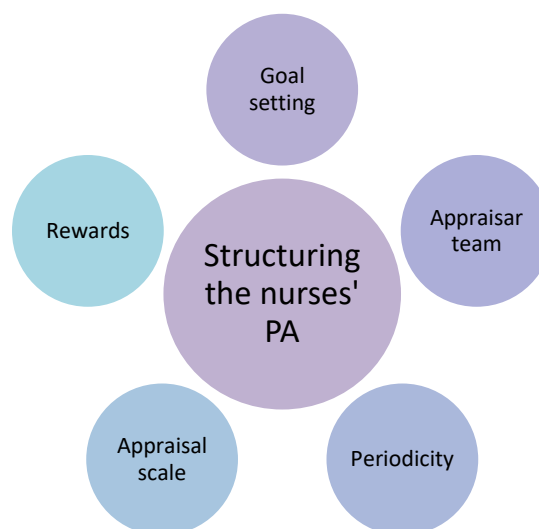 Goal
setting
Rewards
Appraisar
team
Structuring
the nurses'
PA
Appraisal
scale
Periodicity